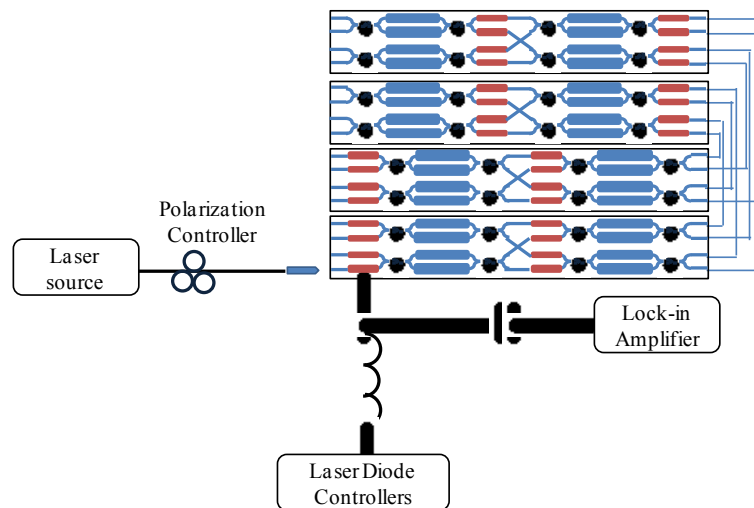 Polarization
Controller
Laser
source
Lock-in
Amplifier
Laser Diode
Controllers